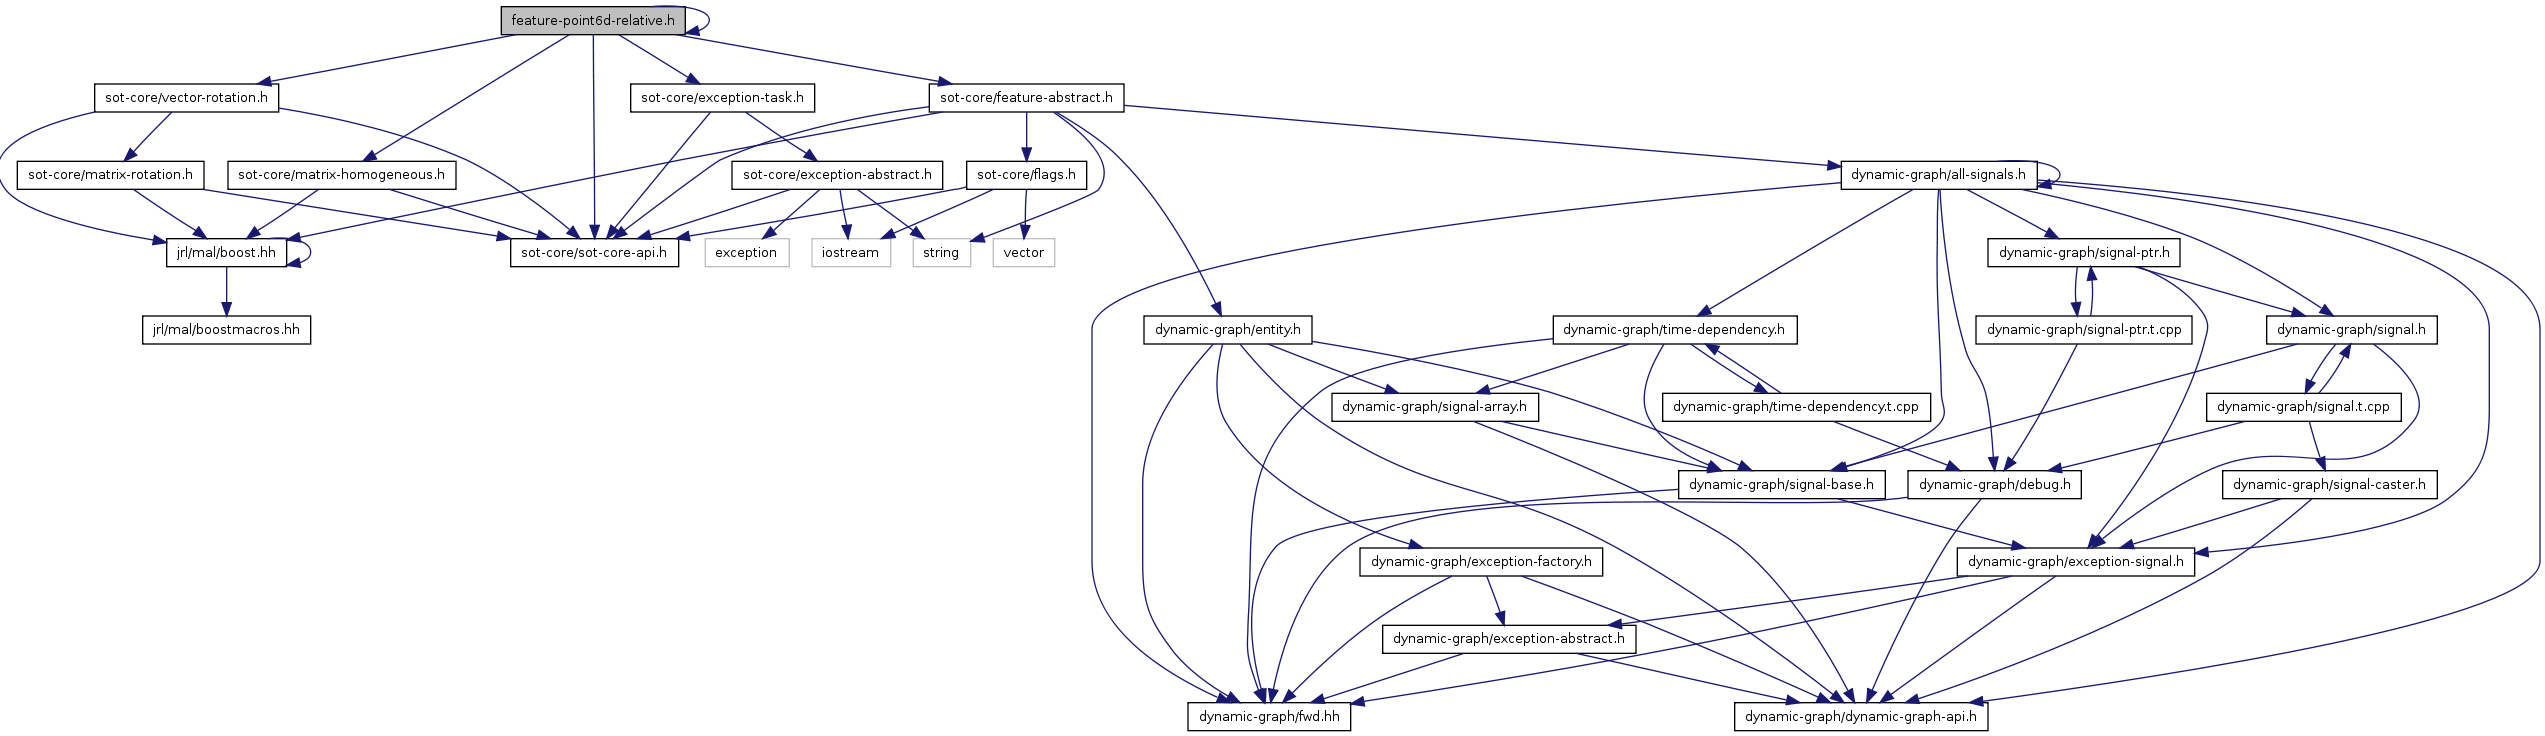 feature-point6d-relative.h
sot-core/vector-rotation.h
sot-core/exception-task.h
sot-core/feature-abstract.h
sot-core/matrix-rotation.h
sot-core/matrix-homogeneous.h
sot-core/exception-abstract.h
sot-core/flags.h
dynamic-graph/all-signals.h
jrl/mal/boost.hh
sot-core/sot-core-api.h
exception
iostream
string
vector
dynamic-graph/signal-ptr.h
jrl/mal/boostmacros.hh
dynamic-graph/entity.h
dynamic-graph/time-dependency.h
dynamic-graph/signal-ptr.t.cpp
dynamic-graph/signal.h
dynamic-graph/signal-array.h
dynamic-graph/time-dependency.t.cpp
dynamic-graph/signal.t.cpp
dynamic-graph/signal-base.h
dynamic-graph/debug.h
dynamic-graph/signal-caster.h
dynamic-graph/exception-factory.h
dynamic-graph/exception-signal.h
dynamic-graph/exception-abstract.h
dynamic-graph/fwd.hh
dynamic-graph/dynamic-graph-api.h